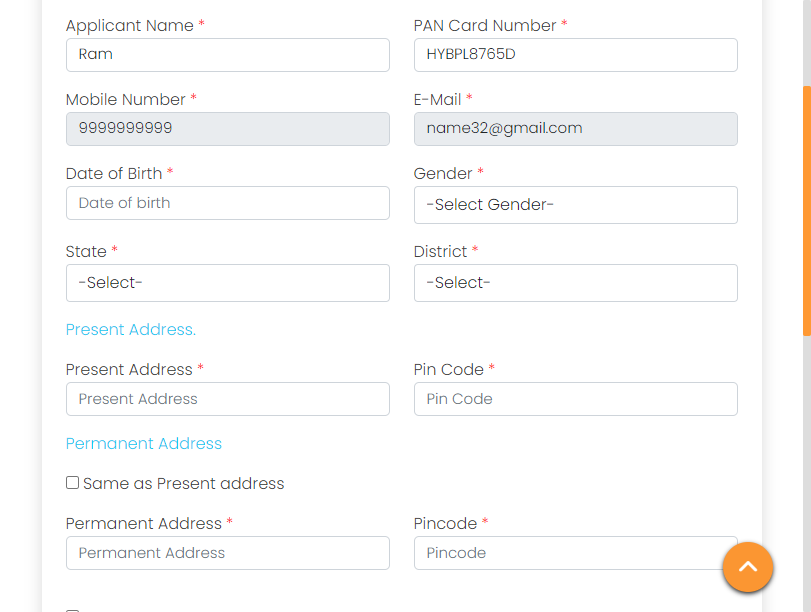 Applicant Name * PAN Card Number *
Ram HYBPL8765D
Mobile Number * E-Mail *
9999999999 name32@gmail.com
Date of Birth * Gender *
Date of birth -Select Gender-
State * District *
-Select- -Select-
Present Address.
Present Address * Pin Code *
Present Address Pin Code
Permanent Address
Same as Present address
Permanent Address * Pincode *
Permanent Address Pincode